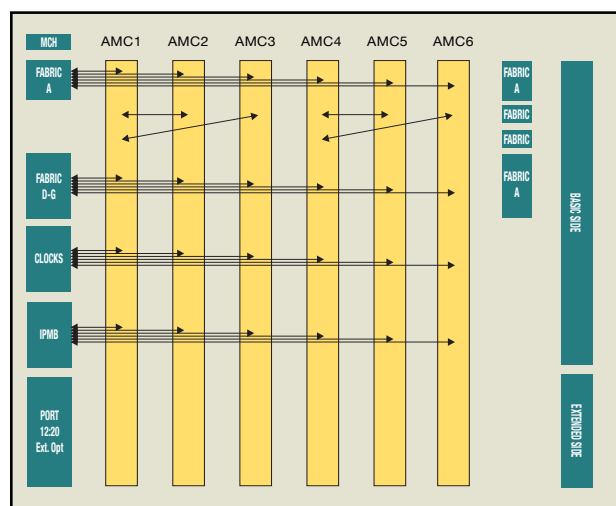 MCH
AMC1 AMC2 AMC3 AMC4 AMC5 AMC6
FABRIC
A
FABRIC
D-G
CLOCKS
IPMB
PORT
12:20
Ext. Opt
FABRIC
A
FABRIC
FABRIC
FABRIC
A
BASIC SIDE
EXTENDED SIDE